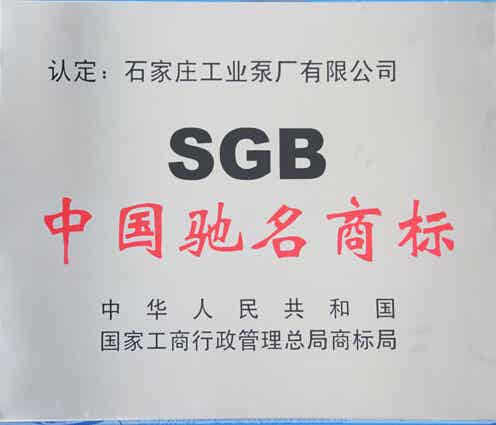 认定：石家庄工业泵厂有限公司
SGB
中国驰名商标
中华人民共和国
国家工商行政管理总局商标局